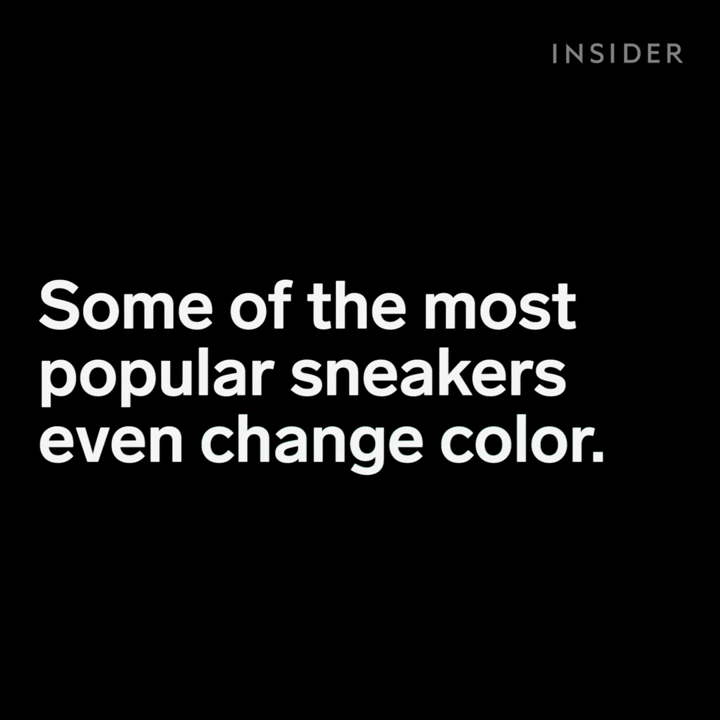 INSIDER
Some of the most
popular sneakers
even change color.